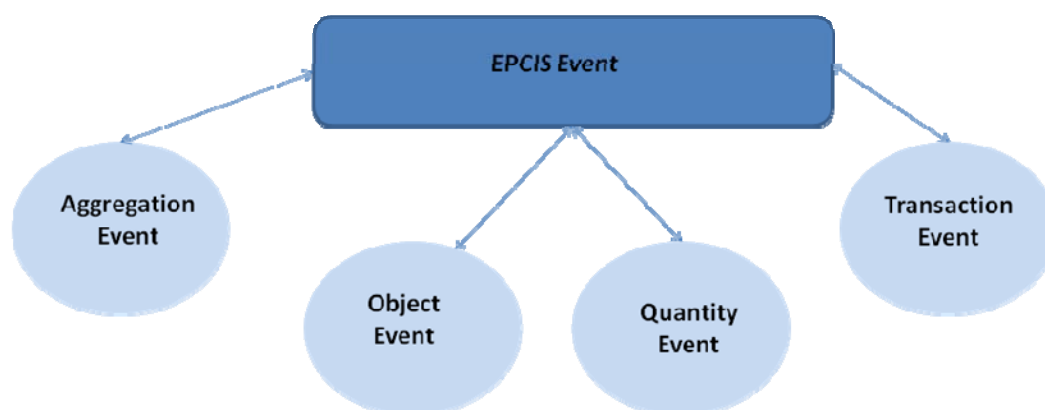 EPCIS Event
Aggregation
Event
Transaction
Event
Object
Event
Quantity
Event